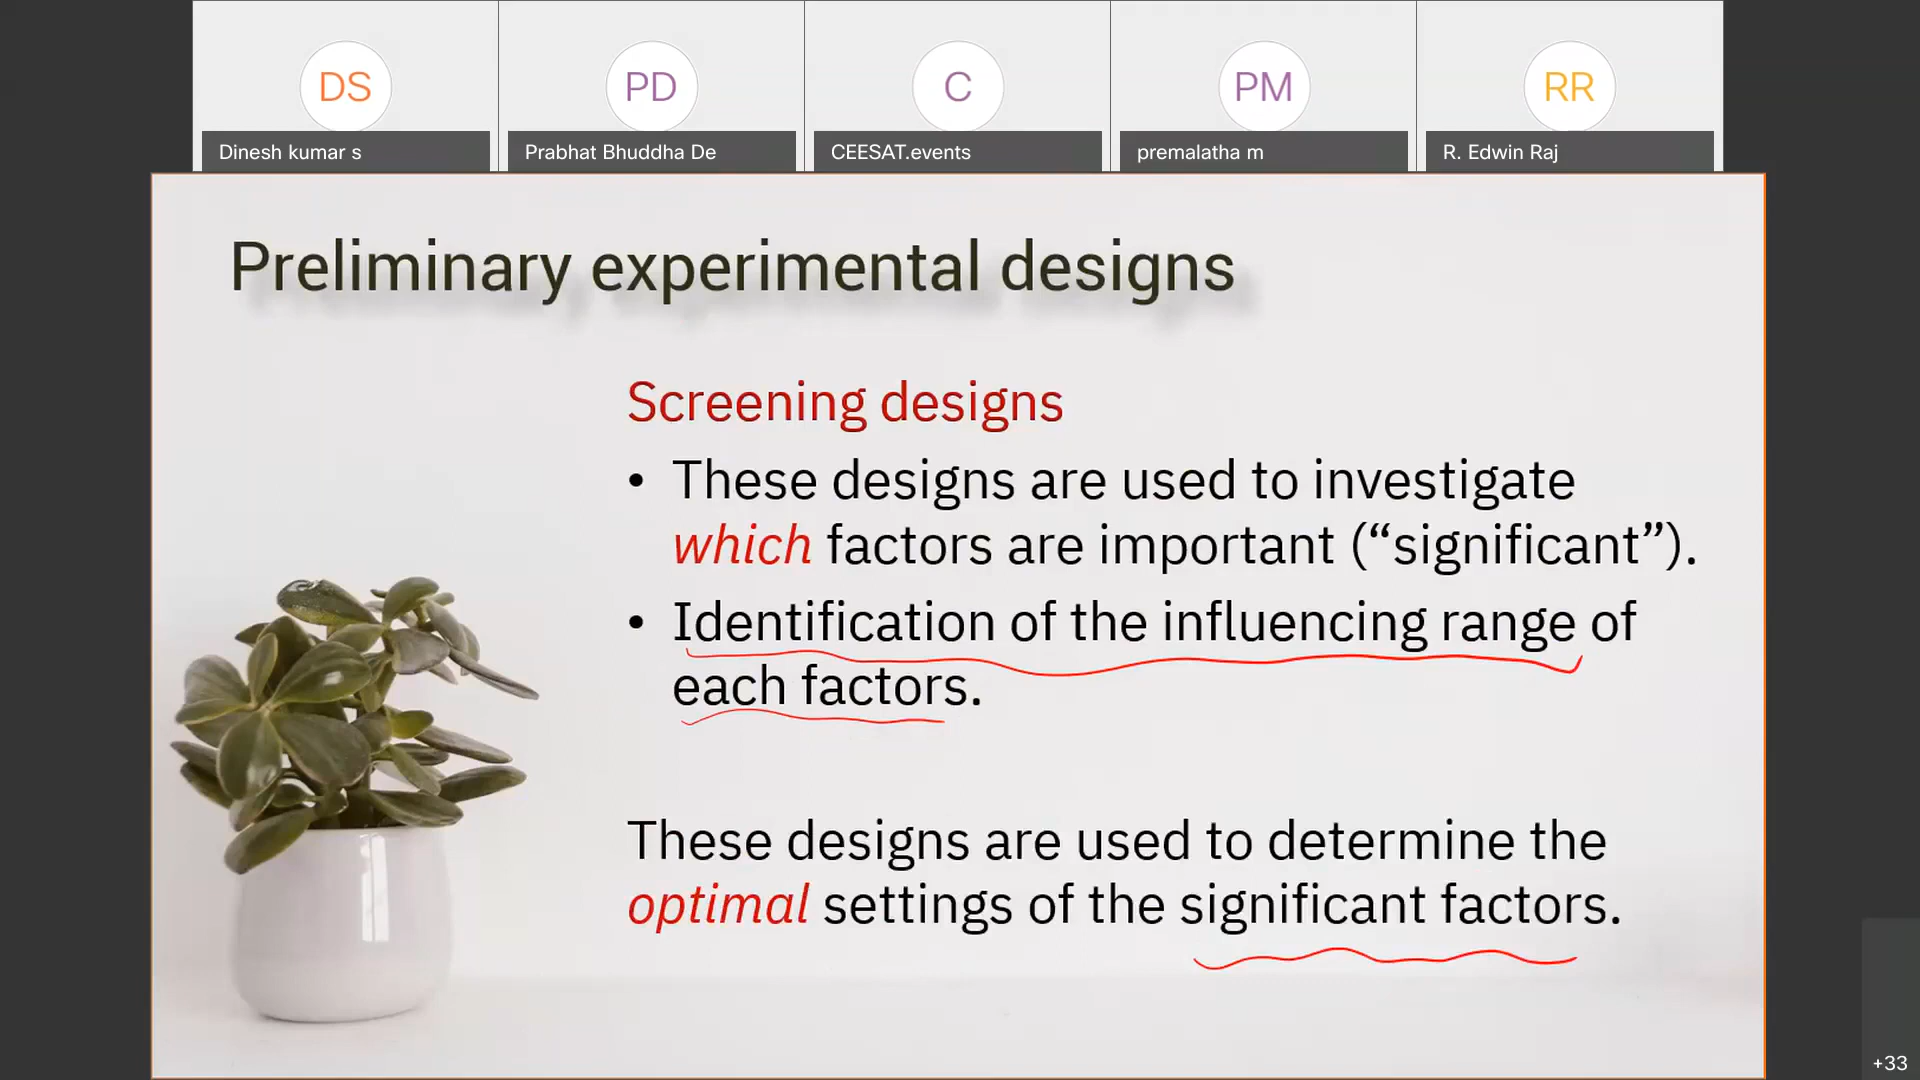 DS
PD
C
PM
RR
Dinesh kumar s
Prabhat Bhuddha De
CEESAT.events
premalatha m
R. Edwin Raj
Preliminary experimental designs
Screening designs
• These designs are used to investigate
which factors are important (“significant”).
• Identification of the influencing range of
each factors.
These designs are used to determine the
optimal settings of the significant factors.
+33